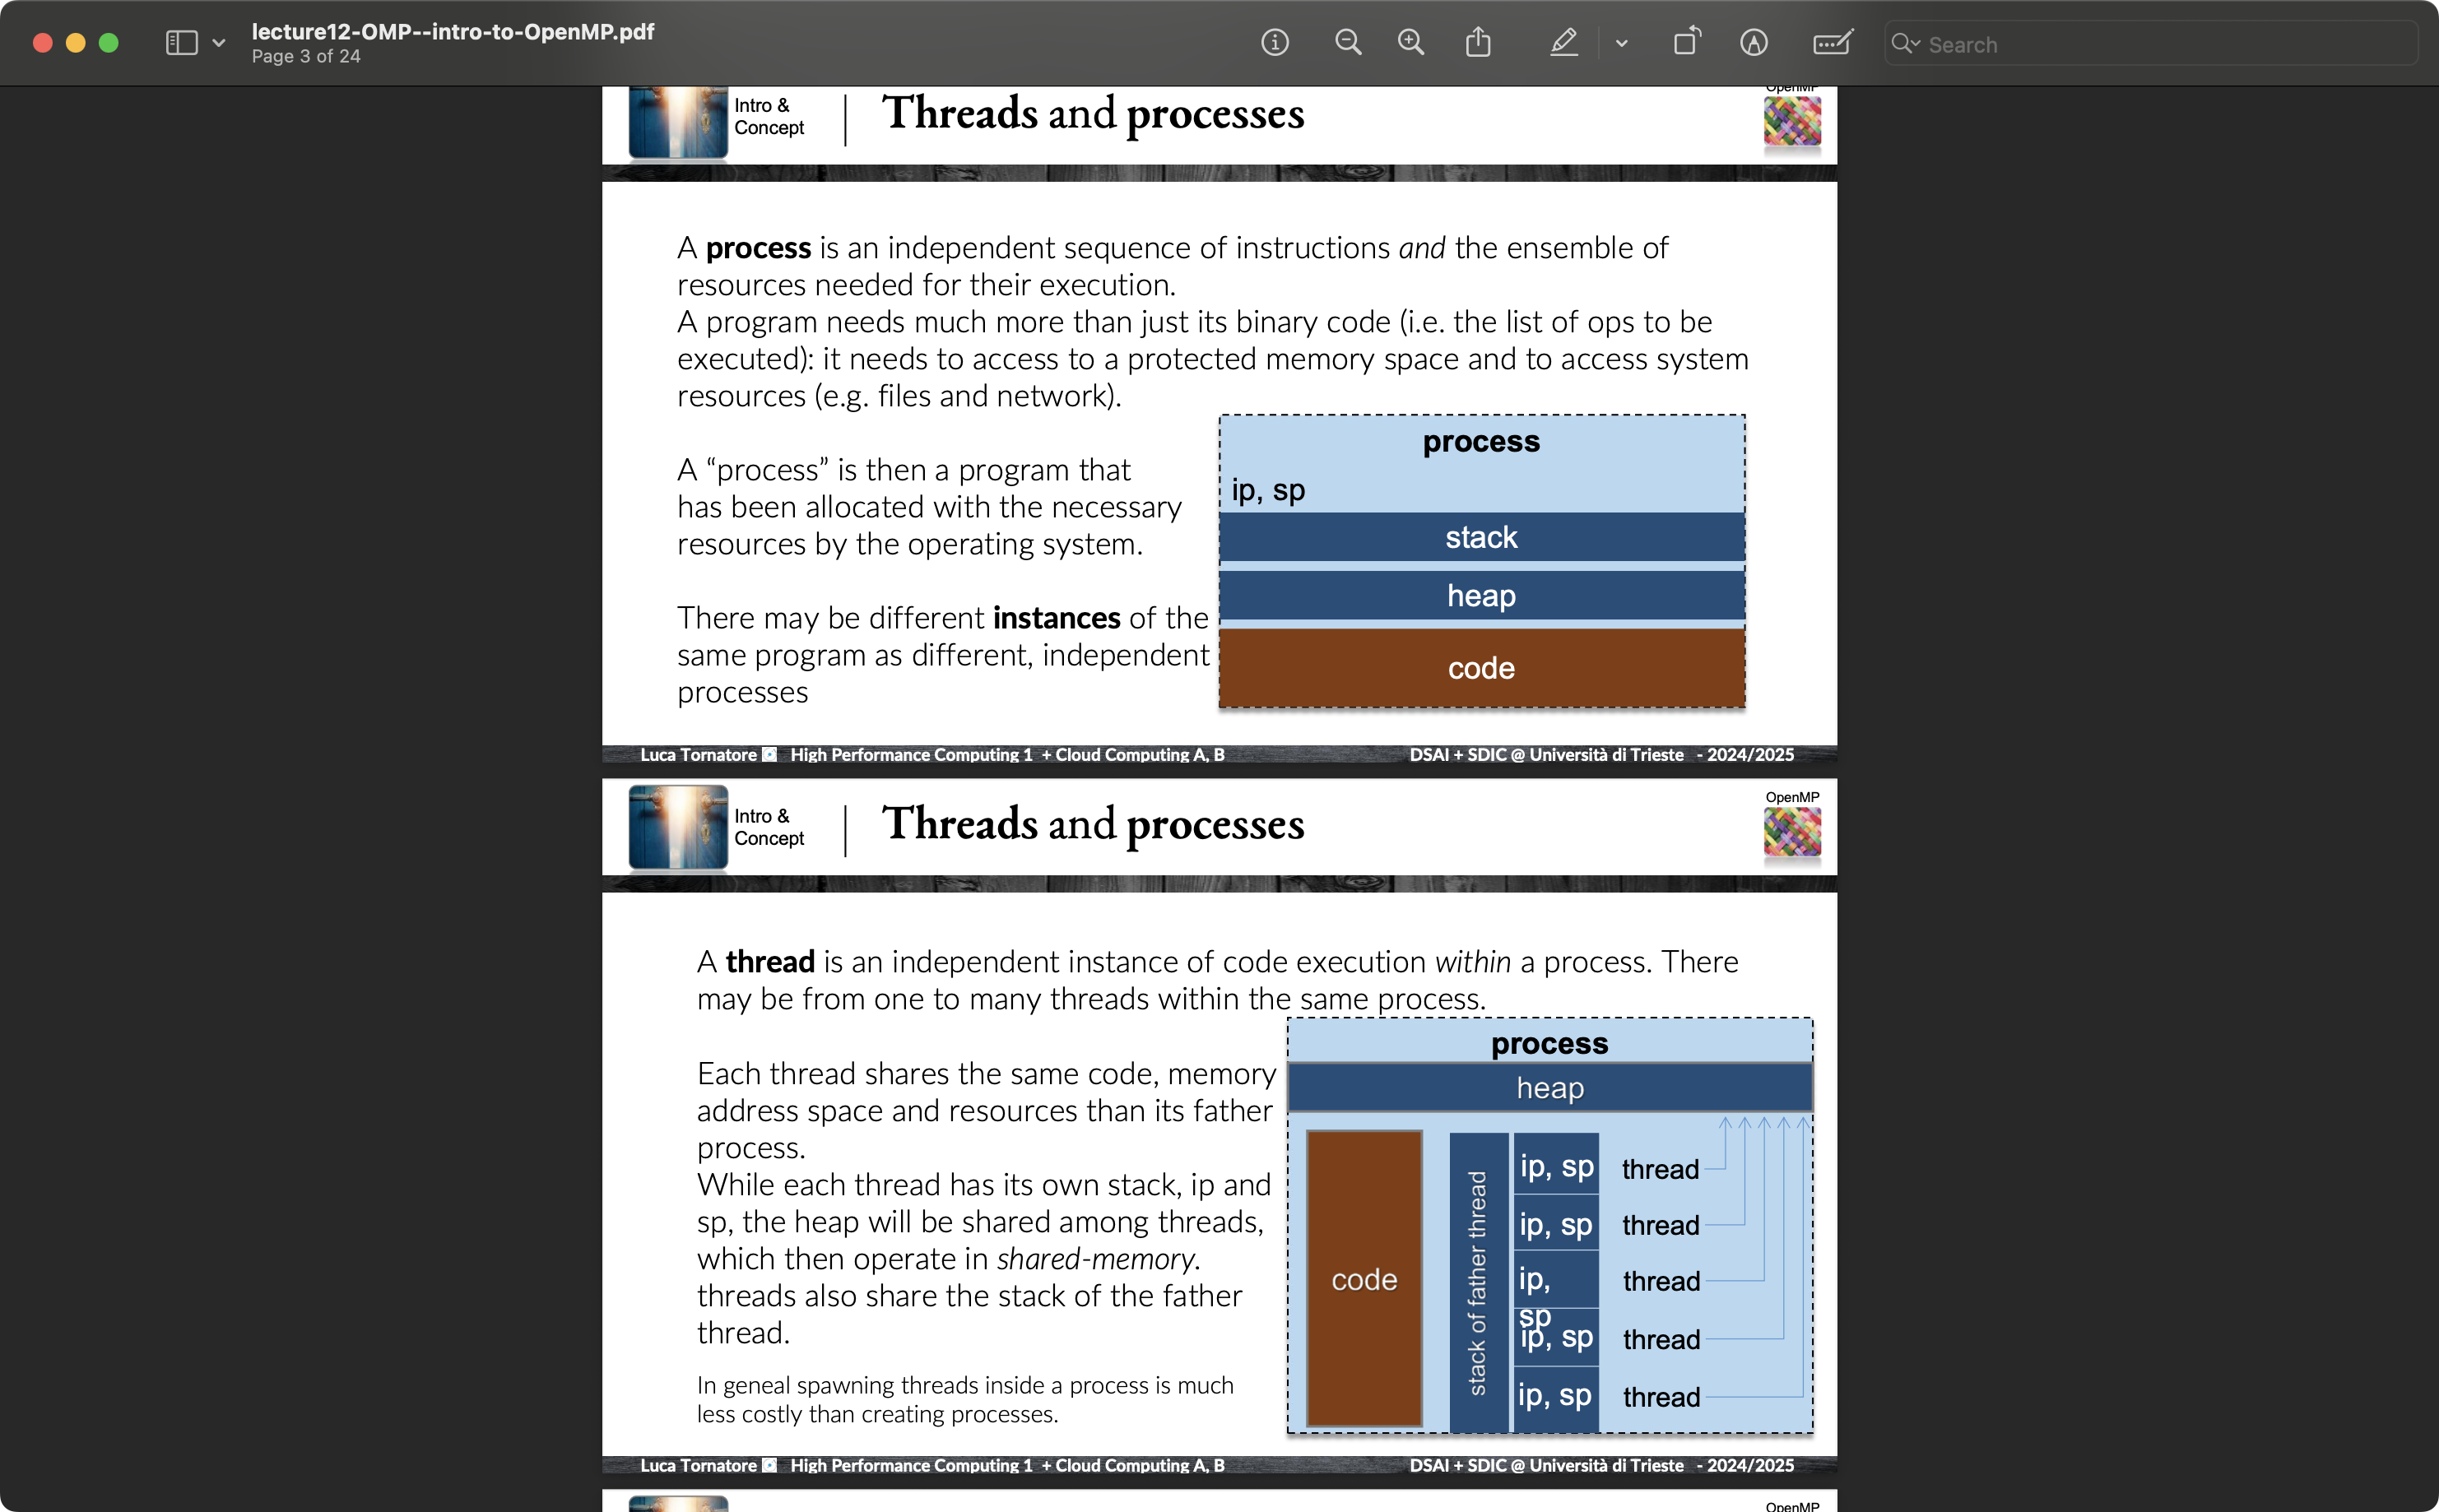 lecture12-OMP--intro-to-OpenMP.pdf
Page 3 of 24
Search
Intro &
Concept
Threads and processes
OpenMP
A process is an independent sequence of instructions and the ensemble of
resources needed for their execution.
A program needs much more than just its binary code (i.e. the list of ops to be
executed): it needs to access to a protected memory space and to access system
resources (e.g. files and network).
A “process” is then a program that
has been allocated with the necessary
resources by the operating system.
There may be different instances of the
same program as different, independent
processes
process
ip, sp
stack
heap
code
Luca Tornatore High Performance Computing 1 + Cloud Computing A, B
DSAI + SDIC @ Università di Trieste - 2024/2025
Intro &
Concept
Threads and processes
OpenMP
A thread is an independent instance of code execution within a process. There
may be from one to many threads within the same process.
Each thread shares the same code, memory
address space and resources than its father
process.
While each thread has its own stack, ip and
sp, the heap will be shared among threads,
which then operate in shared-memory.
threads also share the stack of the father
thread.
In geneal spawning threads inside a process is much
less costly than creating processes.
process
heap
code
stack of father thread
ip, sp
thread
ip, sp
thread
ip,
sp
thread
ip, sp
thread
ip, sp
thread
Luca Tornatore High Performance Computing 1 + Cloud Computing A, B
DSAI + SDIC @ Università di Trieste - 2024/2025
OpenMP